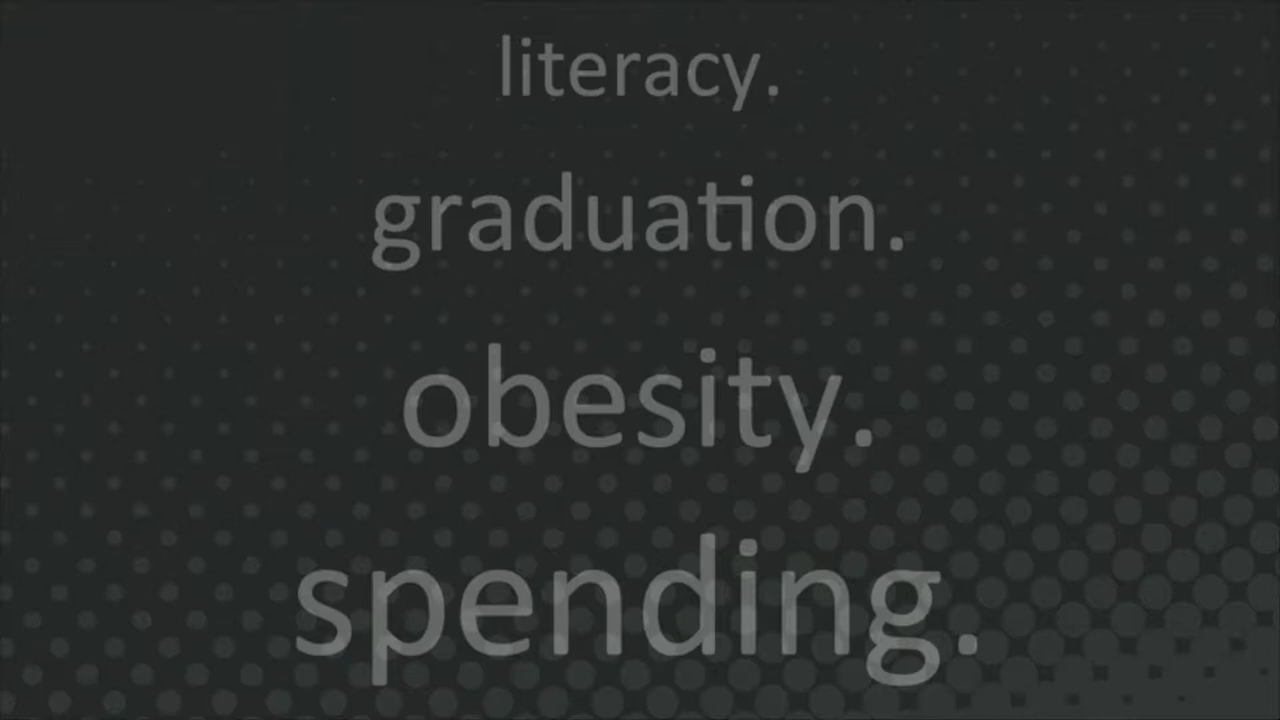 literacy.
graduation.
obesity.
spending.